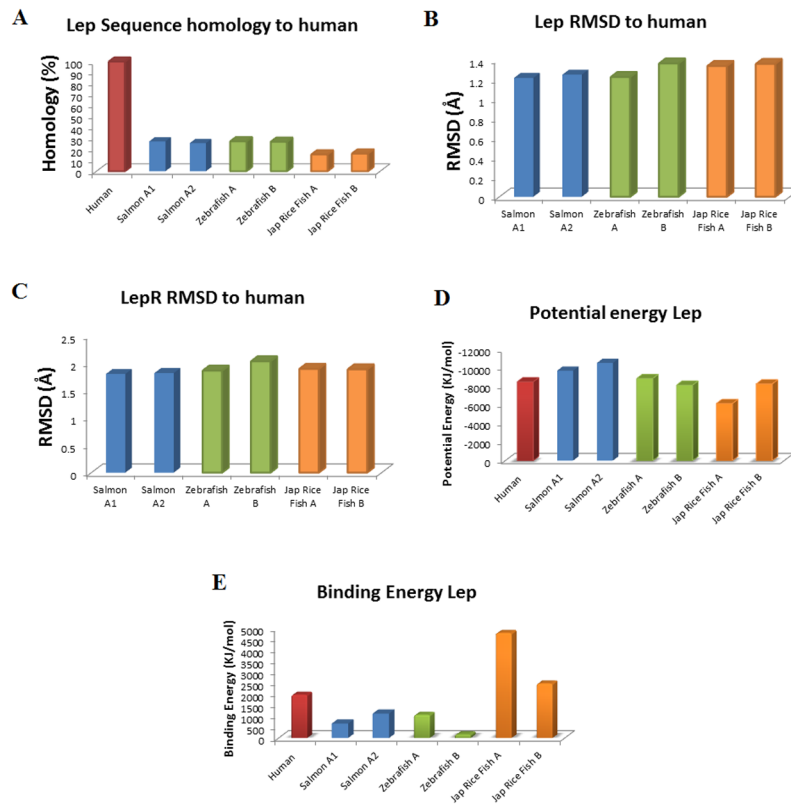 A
Lep Sequence homology to human
Homology (%)
100
90
80
70
60
50
40
30
20
10
0
Human
Salmon A1
Salmon A2
Zebrafish A
Zebrafish B
Jap Rice Fish A
Jap Rice Fish B
B
Lep RMSD to human
RMSD (Å)
1.4
1.2
1
0.8
0.6
0.4
0.2
0
Salmon A1
Salmon A2
Zebrafish A
Zebrafish B
Jap Rice Fish A
Jap Rice Fish B
C
LepR RMSD to human
RMSD (Å)
2.5
2
1.5
1
0.5
0
Salmon A1
Salmon A2
Zebrafish A
Zebrafish B
Jap Rice Fish A
Jap Rice Fish B
D
Potential energy Lep
Potential Energy (KJ/mol)
-12000
-10000
-8000
-6000
-4000
-2000
0
Human
Salmon A1
Salmon A2
Zebrafish A
Zebrafish B
Jap Rice Fish A
Jap Rice Fish B
E
Binding Energy Lep
Binding Energy (KJ/mol)
5000
4500
4000
3500
3000
2500
2000
1500
1000
500
0
Human
Salmon A1
Salmon A2
Zebrafish A
Zebrafish B
Jap Rice Fish A
Jap Rice Fish B